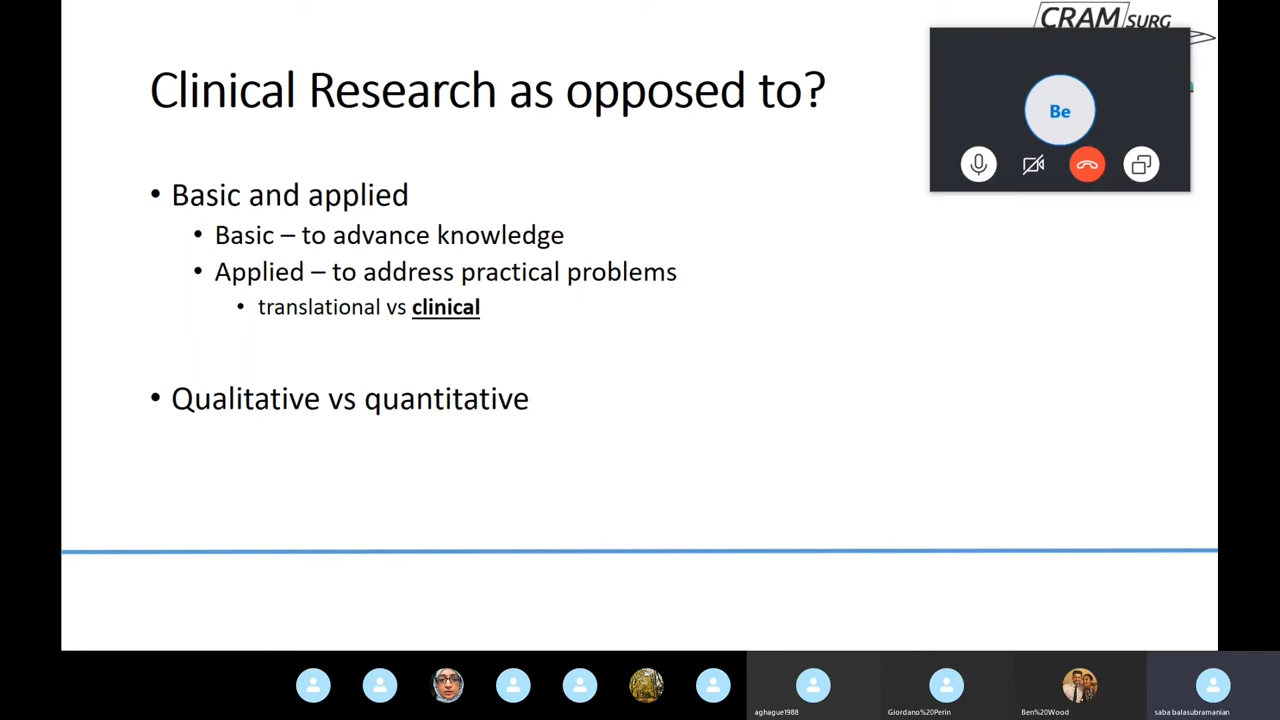 CRAM SURG
Clinical Research as opposed to?
Be
• Basic and applied
• Basic – to advance knowledge
• Applied – to address practical problems
• translational vs clinical
• Qualitative vs quantitative
aghague1988
Giordano%20Perin
Ben%20Wood
saba balasubramanian